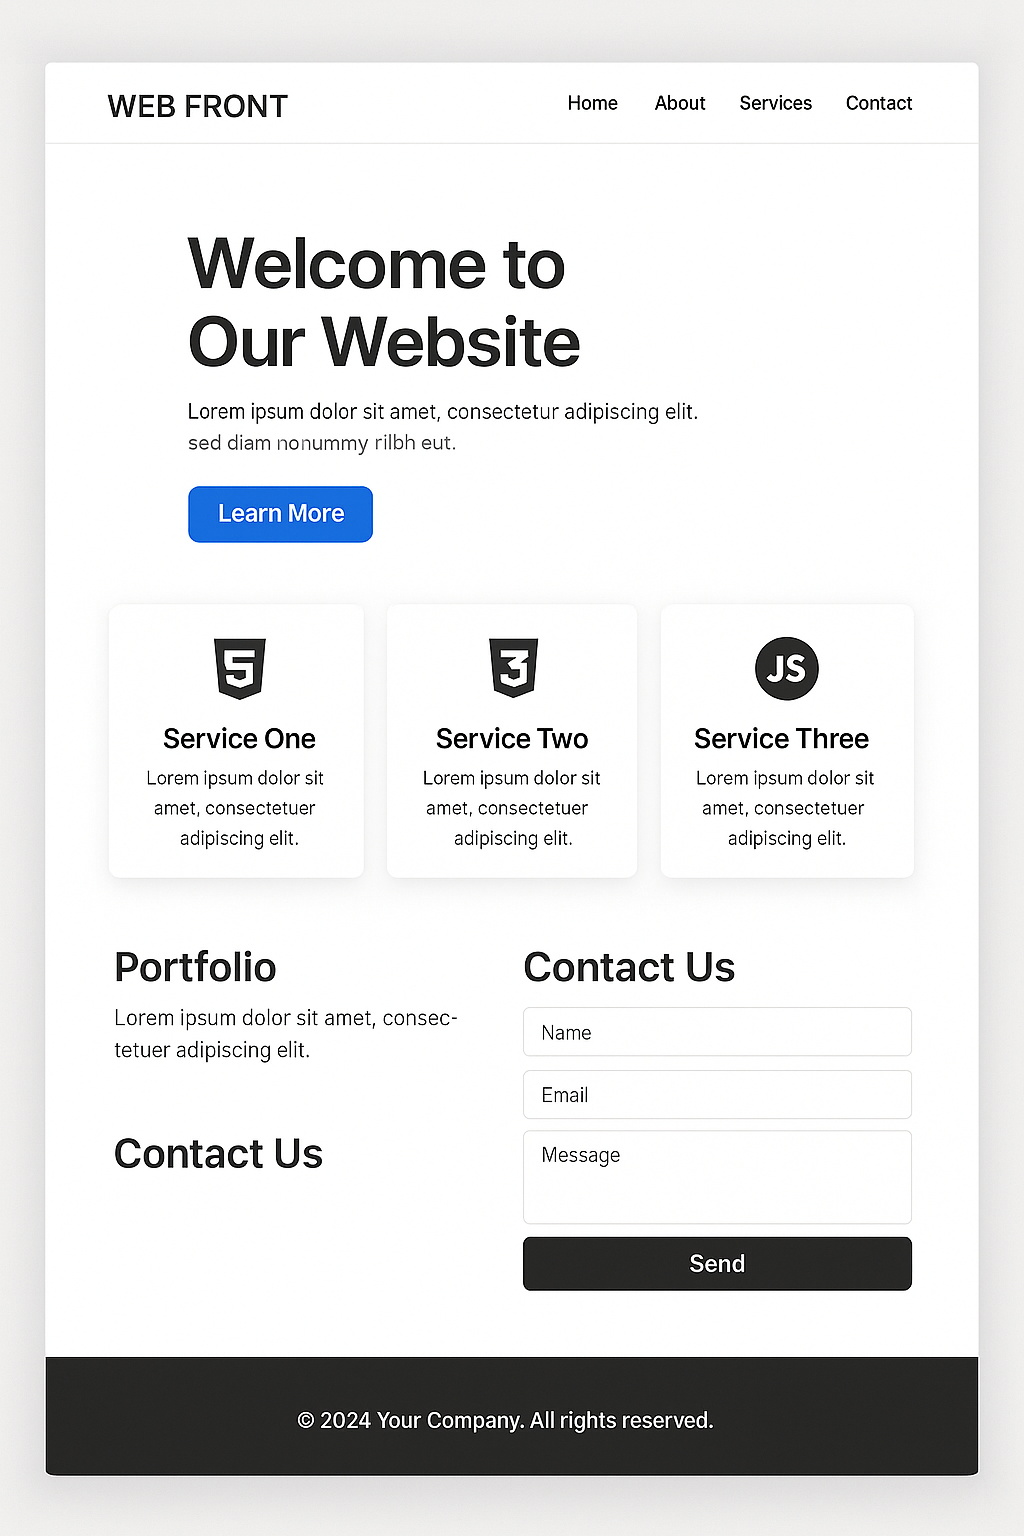 WEB FRONT
Home About Services Contact
Welcome to
Our Website
Lorem ipsum dolor sit amet, consectetur adipiscing elit.
sed diam nonummy rilbh eut.
Learn More
5
Service One
Lorem ipsum dolor sit
amet, consectetuer
adipiscing elit.
3
Service Two
Lorem ipsum dolor sit
amet, consectetuer
adipiscing elit.
JS
Service Three
Lorem ipsum dolor sit
amet, consectetuer
adipiscing elit.
Portfolio
Lorem ipsum dolor sit amet, consec-
tetuer adipiscing elit.
Contact Us
Contact Us
Name
Email
Message
Send
© 2024 Your Company. All rights reserved.